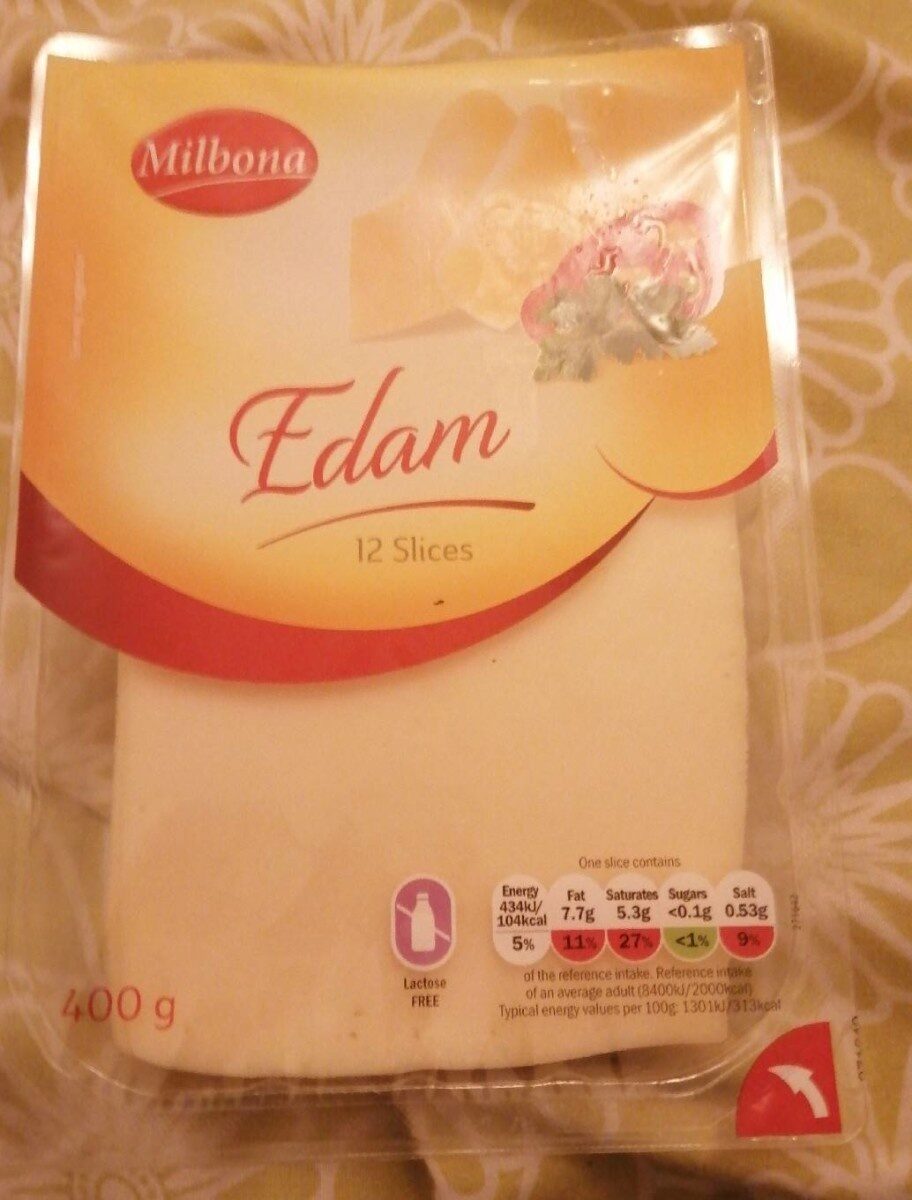 Milbona
Edam
12 Slices
One slice contains
Energy
434kJ/
104kcal
5%
Fat
7.7g
11%
Saturates
5.3g
27%
Sugars
<0.1g
<1%
Salt
0.53g
9%
of the reference intake. Reference intake
of an average adult (8400kJ/2000kcal)
Typical energy values per 100g: 1301kJ/313kcal
Lactose
FREE
400 g